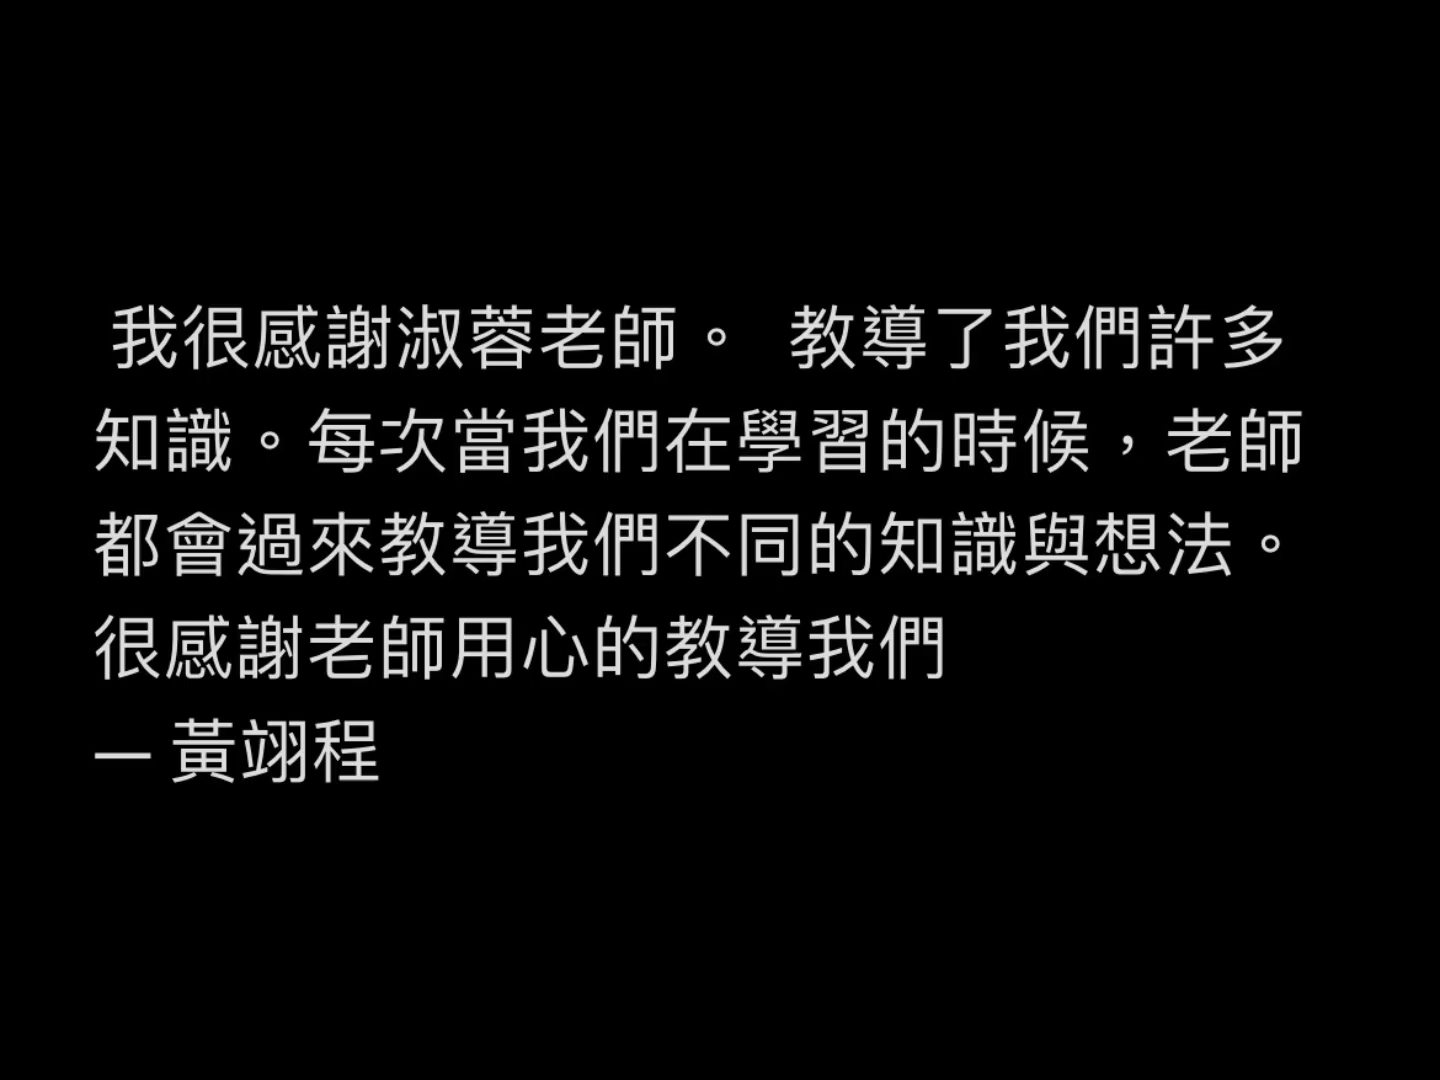 我很感謝淑蓉老師。 教導了我們許多
知識。每次當我們在學習的時候，老師
都會過來教導我們不同的知識與想法。
很感謝老師用心的教導我們
— 黃翊程